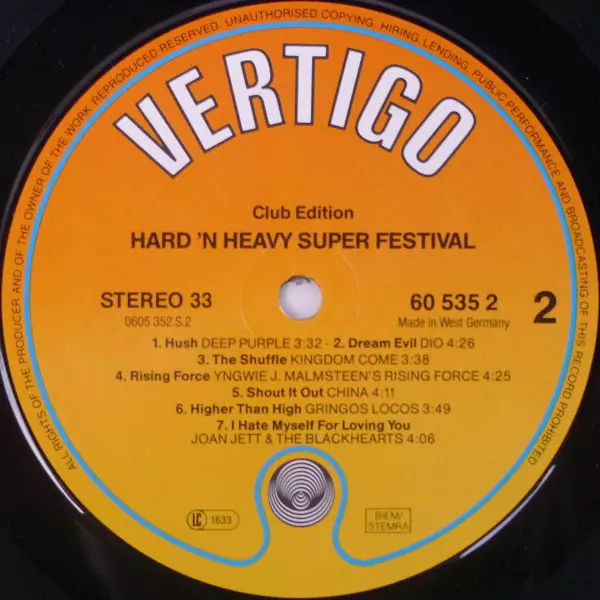 ALL RIGHTS OF THE PRODUCER AND OF THE OWNER OF THE WORK REPRODUCED RESERVED. UNAUTHORISED COPYING, HIRING, LENDING, PUBLIC PERFORMANCE AND BROADCASTING OF THIS RECORD PROHIBITED
VERTIGO
Club Edition
HARD 'N HEAVY SUPER FESTIVAL
STEREO 33
60 535 2
2
0605 352 S.2
Made in West Germany
1. Hush DEEP PURPLE 3:32 - 2. Dream Evil DIO 4:26
3. The Shuffle KINGDOM COME 3:38
4. Rising Force YNGWIE J. MALMSTEEN'S RISING FORCE 4:25
5. Shout It Out CHINA 4:11
6. Higher Than High GRINGOS LOCOS 3:49
7. I Hate Myself For Loving You
JOAN JETT & THE BLACKHEARTS 4:06
LC 1633
BIEM/
STEMRA